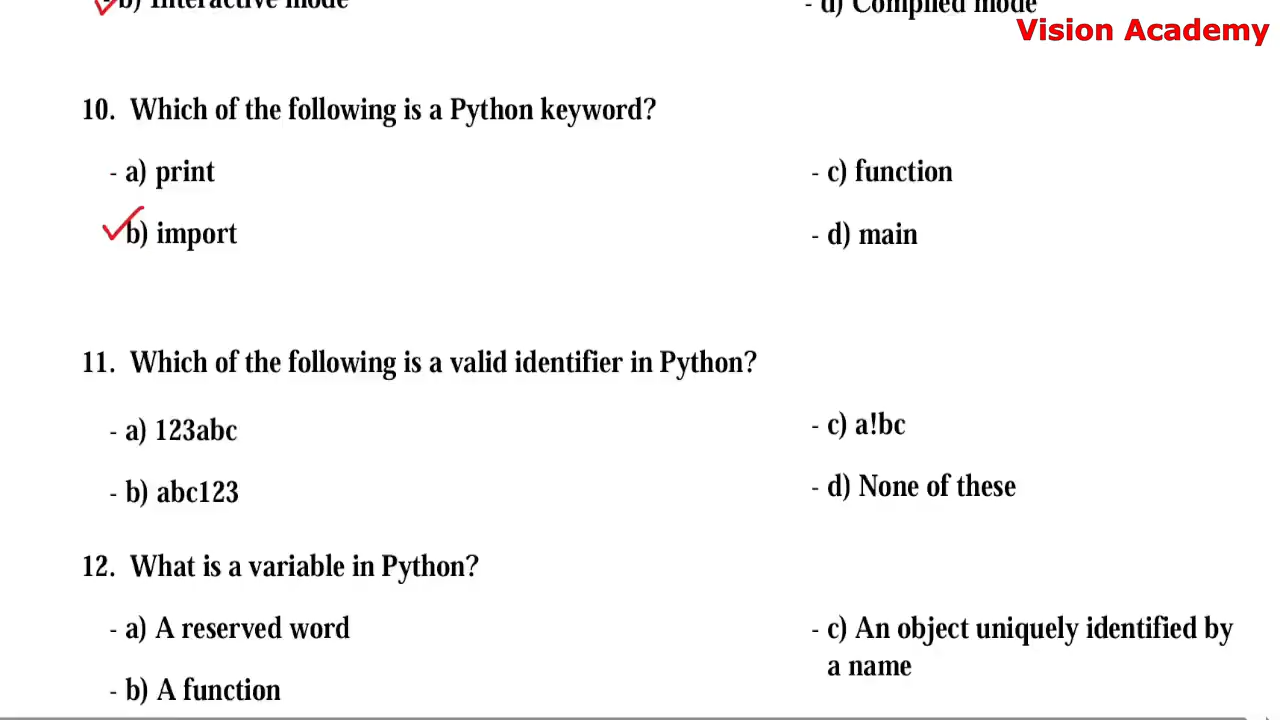 b) Interactive mode
- d) Compiled mode
Vision Academy
10. Which of the following is a Python keyword?
- a) print
- c) function
b) import
- d) main
11. Which of the following is a valid identifier in Python?
- a) 123abc
- c) a!bc
- b) abc123
- d) None of these
12. What is a variable in Python?
- a) A reserved word
- c) An object uniquely identified by
a name
- b) A function